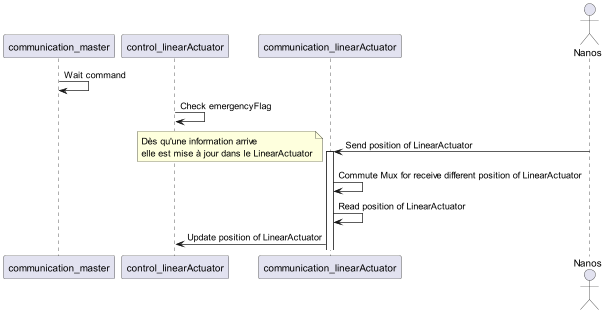 Nanos
communication_master
control_linearActuator
communication_linearActuator
Wait command
Check emergencyFlag
Dès qu'une information arrive
elle est mise à jour dans le LinearActuator
Send position of LinearActuator
Commute Mux for receive different position of LinearActuator
Read position of LinearActuator
Update position of LinearActuator
communication_master
control_linearActuator
communication_linearActuator
Nanos